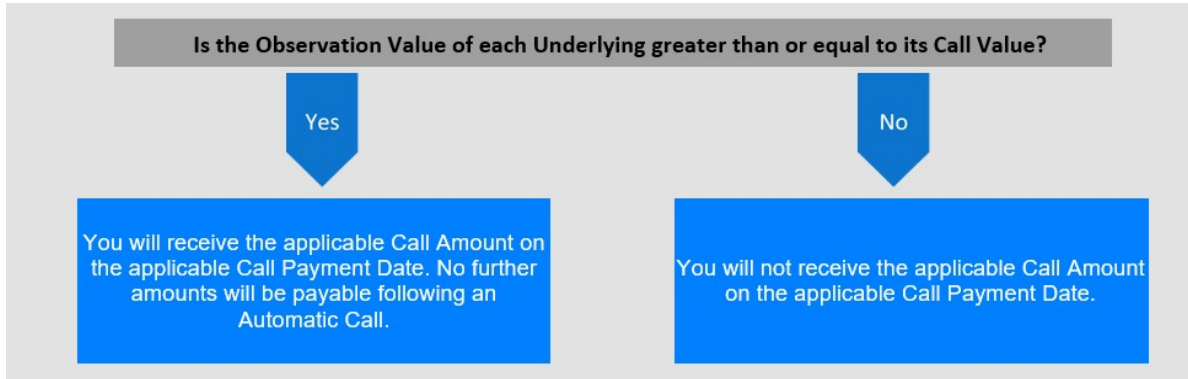 Is the Observation Value of each Underlying greater than or equal to its Call Value?
Yes
No
You will receive the applicable Call Amount on
the applicable Call Payment Date. No further
amounts will be payable following an
Automatic Call.
You will not receive the applicable Call Amount
on the applicable Call Payment Date.